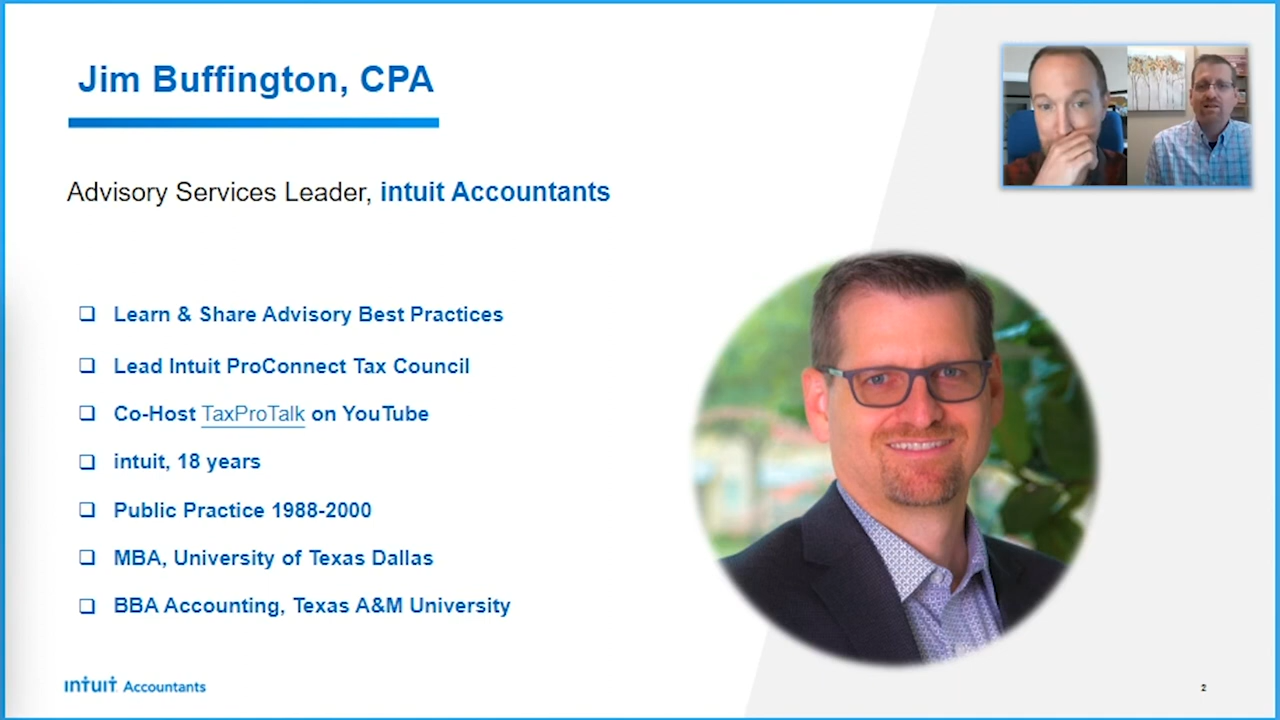 Jim Buffington, CPA
Advisory Services Leader, intuit Accountants
❑ Learn & Share Advisory Best Practices
❑ Lead Intuit ProConnect Tax Council
❑ Co-Host TaxProTalk on YouTube
❑ intuit, 18 years
❑ Public Practice 1988-2000
❑ MBA, University of Texas Dallas
❑ BBA Accounting, Texas A&M University
ıntuıt Accountants
2